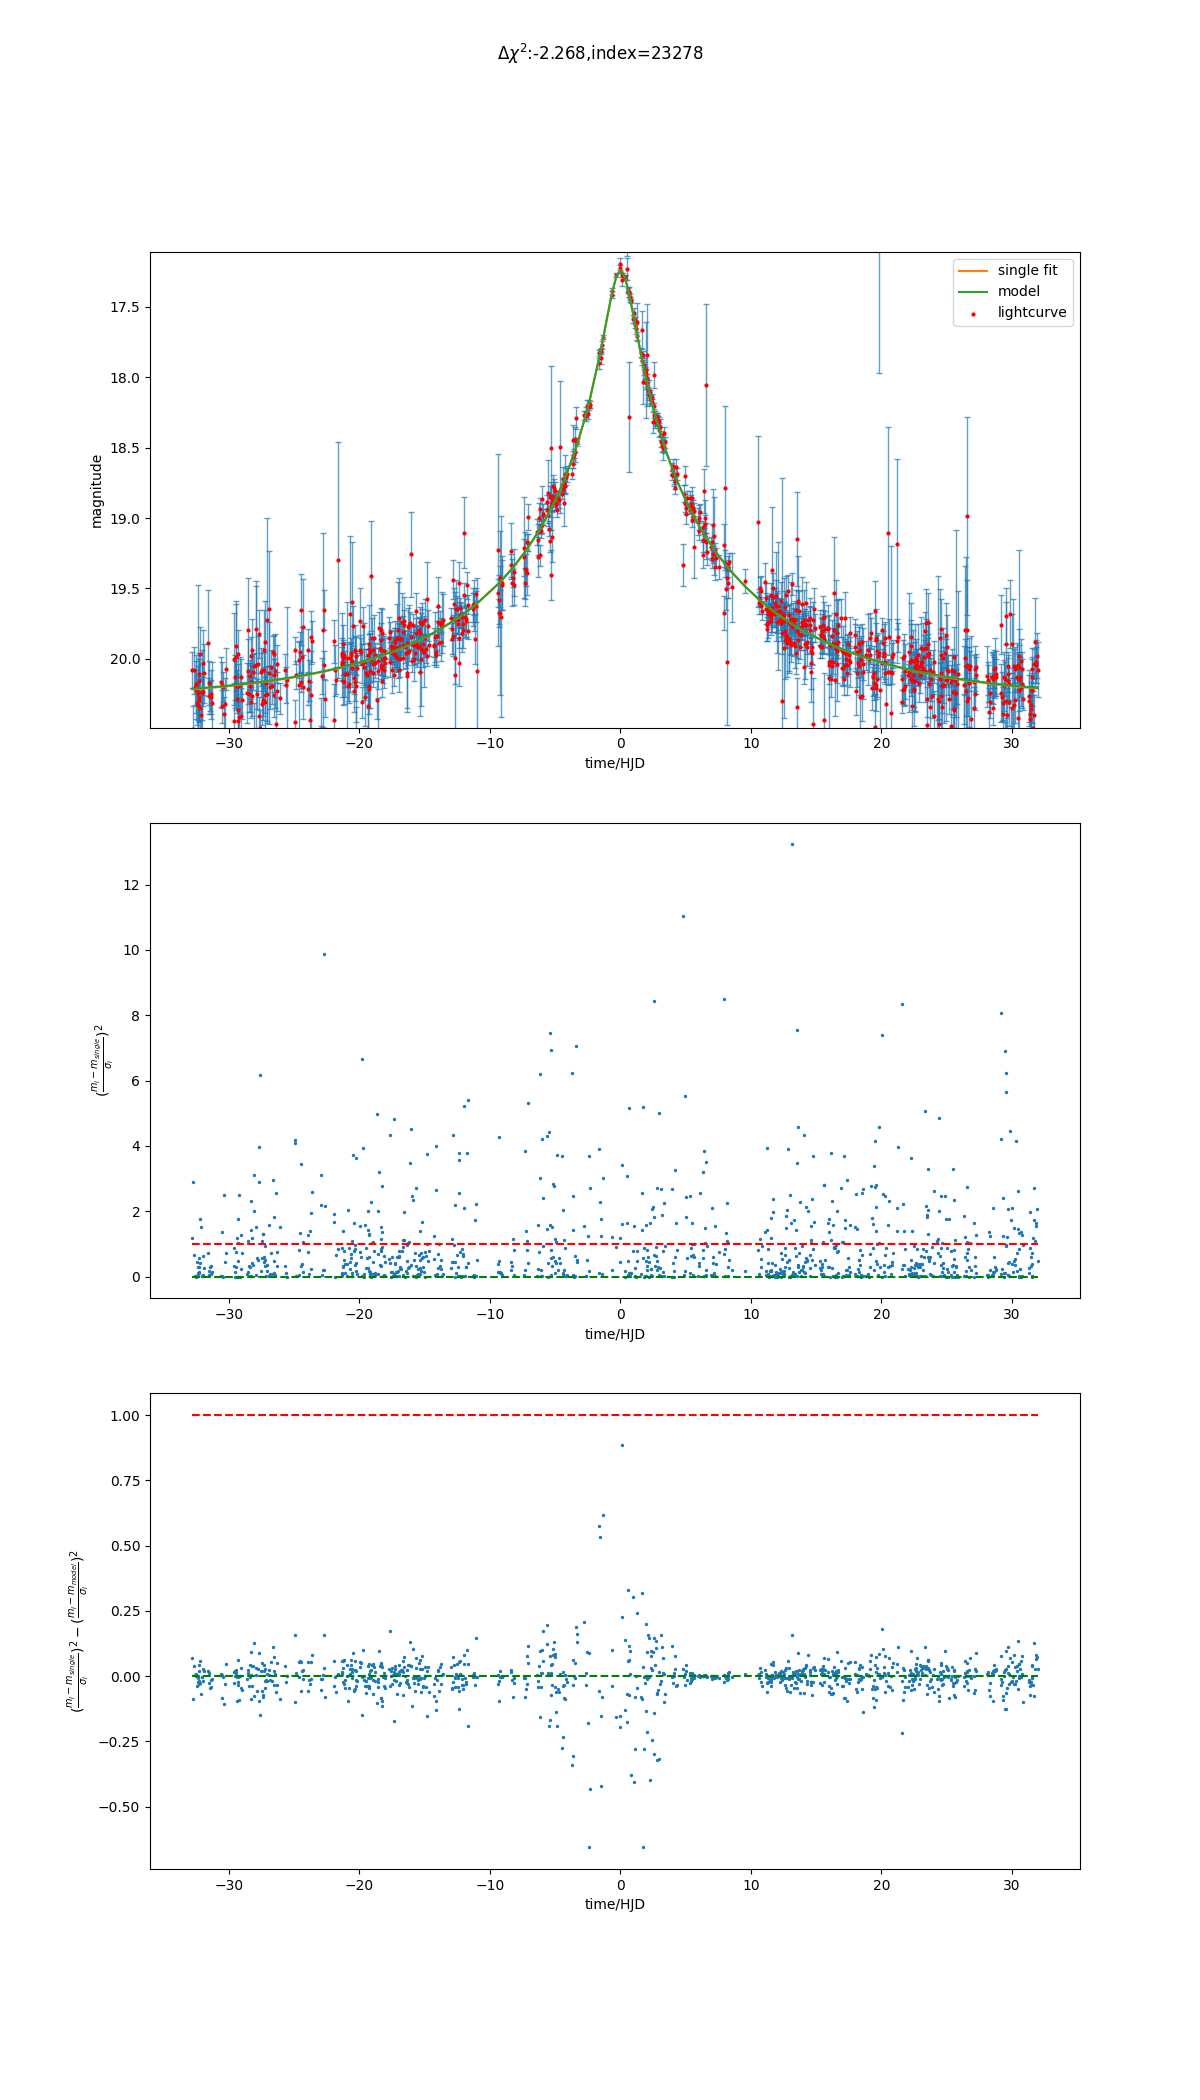 Δχ²:-2.268,index=23278
single fit
model
lightcurve
17.5
18.0
18.5
19.0
19.5
20.0
magnitude
−30 −20 −10 0 10 20 30
time/HJD
12
10
8
6
4
2
0
((m_i − m_single)/σ_i)²
−30 −20 −10 0 10 20 30
time/HJD
1.00
0.75
0.50
0.25
0.00
−0.25
−0.50
((m_i − m_single)/σ_i)² − ((m_i − m_model)/σ_i)²
−30 −20 −10 0 10 20 30
time/HJD